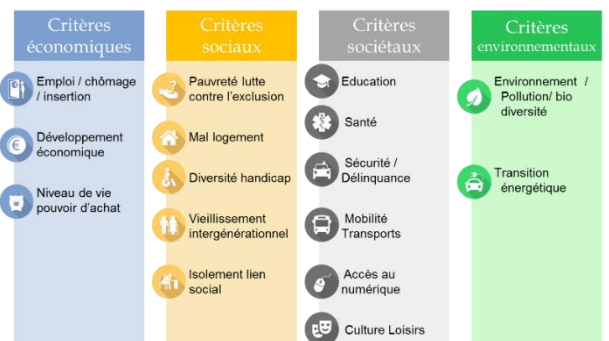 Critères
économiques
Emploi / chômage
/ insertion
Développement
économique
Niveau de vie
pouvoir d'achat
Critères
sociaux
Pauvreté lutte
contre l'exclusion
Mal logement
Diversité handicap
Vieillissement
intergénérationnel
Isolement lien
social
Critères
sociétaux
Education
Santé
Sécurité /
Délinquance
Mobilité
Transports
Accès au
numérique
Culture Loisirs
Critères
environnementaux
Environnement /
Pollution/ bio
diversité
Transition
énergétique